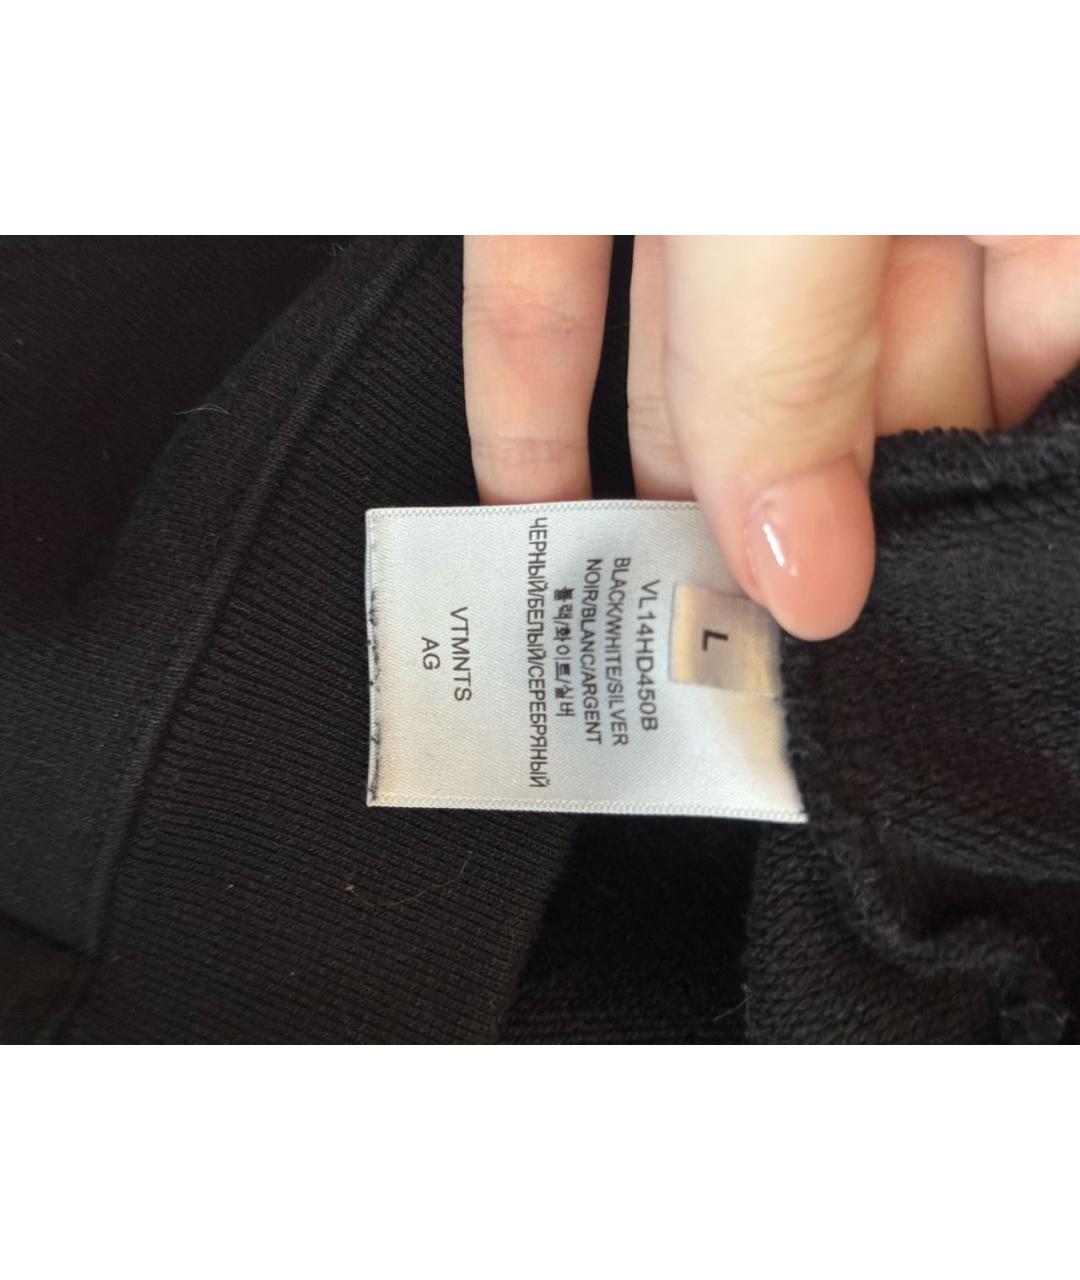 L
VL14HD450B
BLACK/WHITE/SILVER
NOIR/BLANC/ARGENT
블랙/화이트/실버
ЧЕРНЫЙ/БЕЛЫЙ/СЕРЕБРЯНЫЙ
VTMNTS
AG